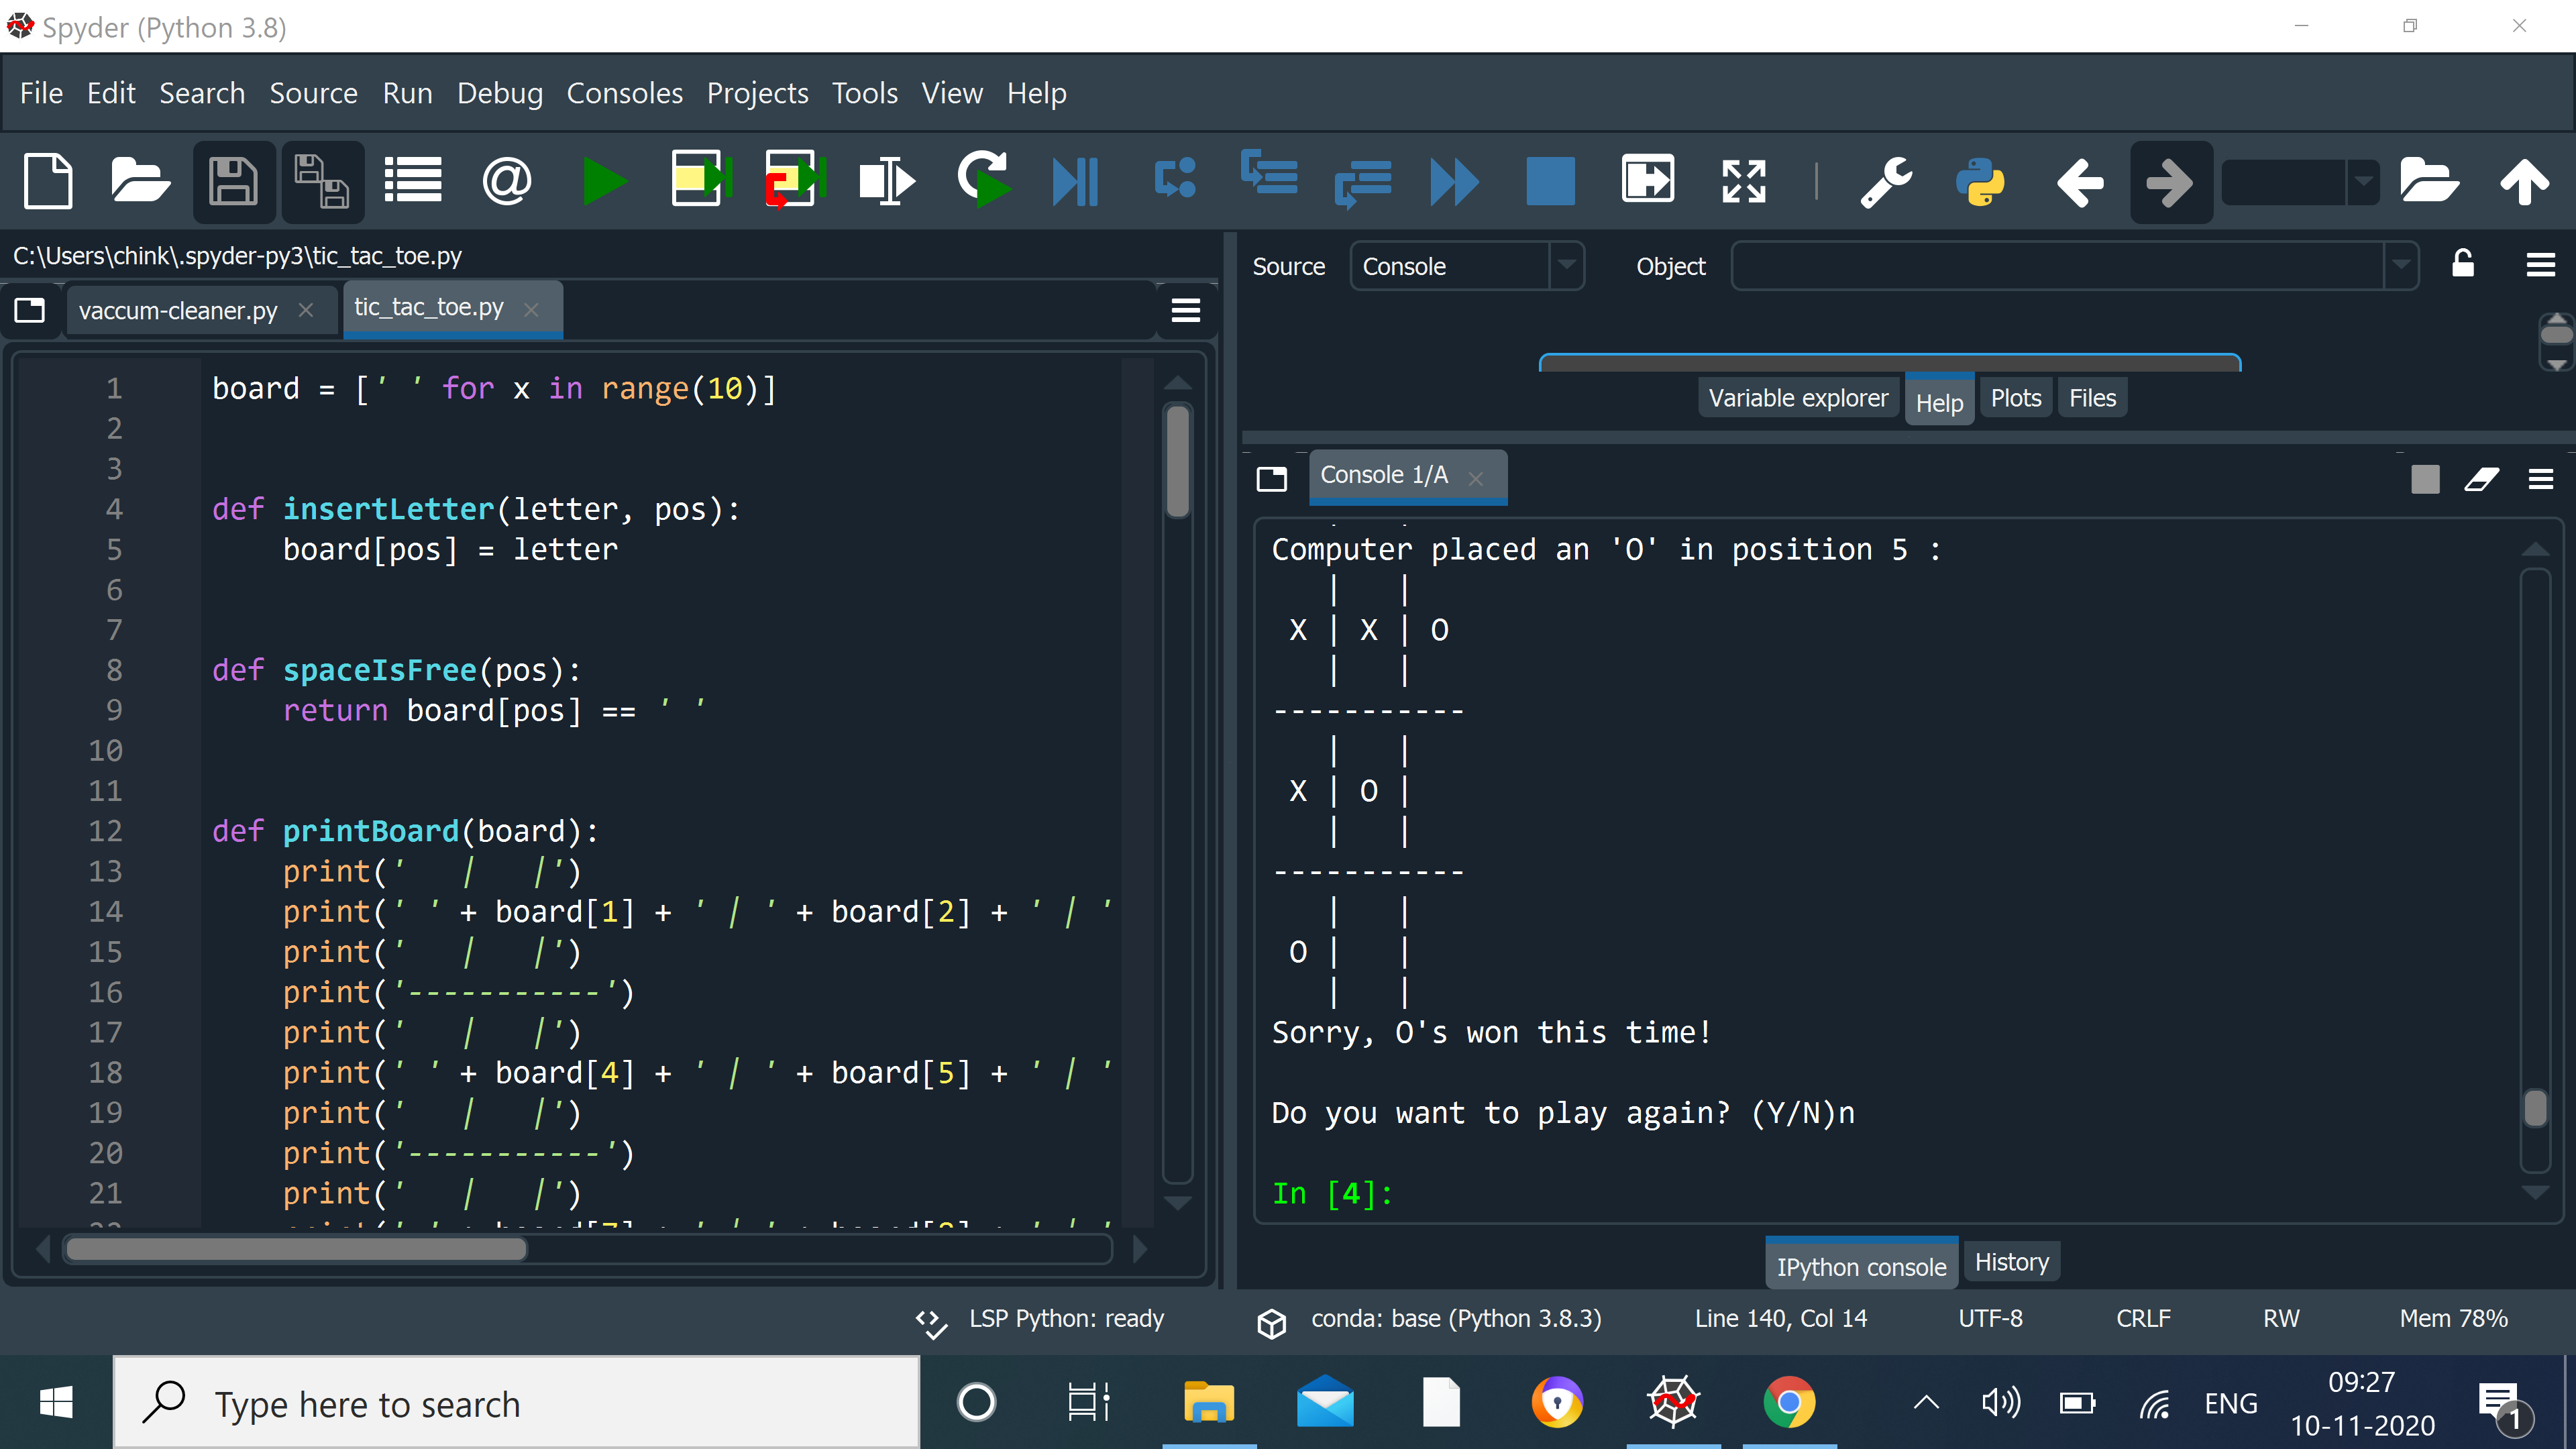 Spyder (Python 3.8)
File Edit Search Source Run Debug Consoles Projects Tools View Help
C:\Users\chink\.spyder-py3\tic_tac_toe.py
vaccum-cleaner.py
tic_tac_toe.py
1 board = [' ' for x in range(10)]
2
3
4 def insertLetter(letter, pos):
5     board[pos] = letter
6
7
8 def spaceIsFree(pos):
9     return board[pos] == ' '
10
11
12 def printBoard(board):
13     print('   |   |')
14     print(' ' + board[1] + ' | ' + board[2] + ' | '
15     print('   |   |')
16     print('-----------')
17     print('   |   |')
18     print(' ' + board[4] + ' | ' + board[5] + ' | '
19     print('   |   |')
20     print('-----------')
21     print('   |   |')
Source Console Object
Variable explorer Help Plots Files
Console 1/A
Computer placed an 'O' in position 5 :
   |   |
 X | X | O
   |   |
-----------
   |   |
 X | O |
   |   |
-----------
   |   |
 O |   |
   |   |
Sorry, O's won this time!
Do you want to play again? (Y/N)n
In [4]:
IPython console History
LSP Python: ready conda: base (Python 3.8.3) Line 140, Col 14 UTF-8 CRLF RW Mem 78%
Type here to search
ENG
09:27
10-11-2020
1